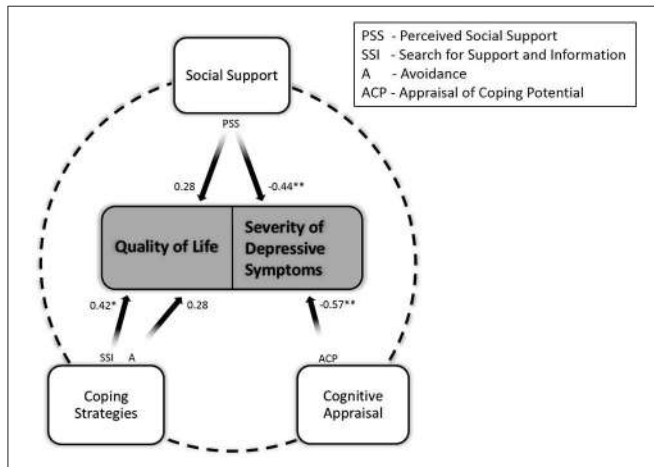 PSS - Perceived Social Support
SSI - Search for Support and Information
A - Avoidance
ACP - Appraisal of Coping Potential
Social Support
PSS
0.28
-0.44**
Quality of Life
Severity of
Depressive
Symptoms
0.42*
0.28
-0.57**
SSI
A
ACP
Coping
Strategies
Cognitive
Appraisal